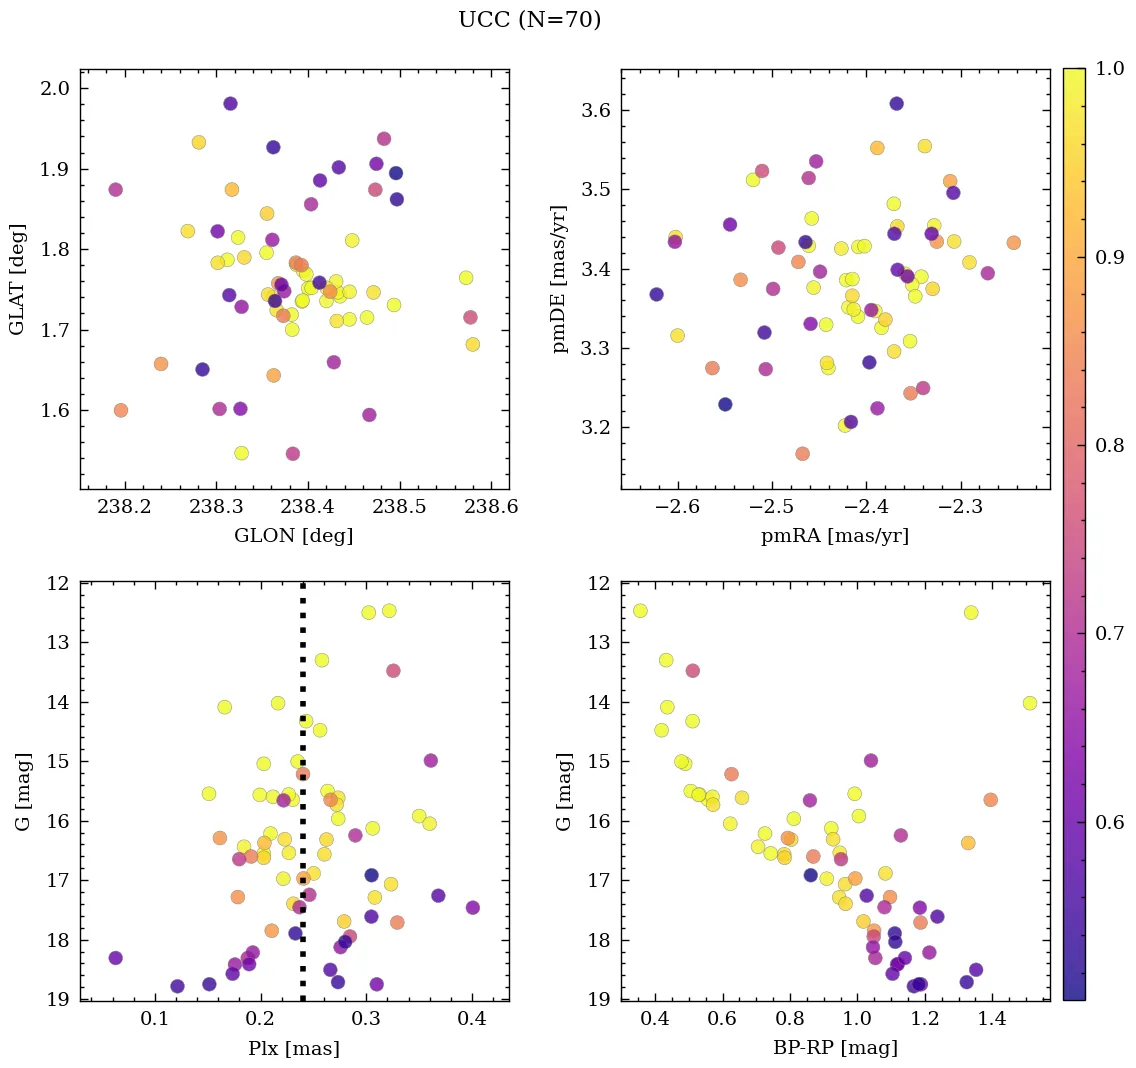 UCC (N=70)
2.0
1.9
1.8
1.7
1.6
GLAT [deg]
238.2 238.3 238.4 238.5 238.6
GLON [deg]
3.6
3.5
3.4
3.3
3.2
pmDE [mas/yr]
−2.6 −2.5 −2.4 −2.3
pmRA [mas/yr]
1.0
0.9
0.8
0.7
0.6
12
13
14
15
16
17
18
19
G [mag]
0.1 0.2 0.3 0.4
Plx [mas]
12
13
14
15
16
17
18
19
G [mag]
0.4 0.6 0.8 1.0 1.2 1.4
BP-RP [mag]